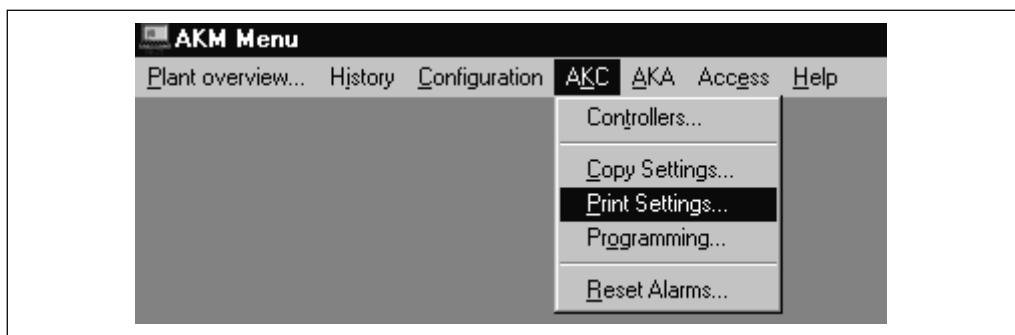 AKM Menu
Plant overview... History Configuration AKC AKA Access Help
Controllers...
Copy Settings...
Print Settings...
Programming...
Reset Alarms...